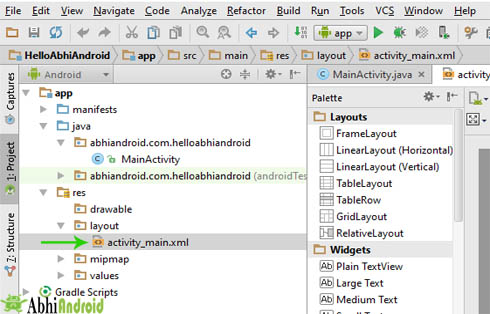 File Edit View Navigate Code Analyze Refactor Build Run Tools VCS Window Help
app
HelloAbhiAndroid app src main res layout activity_main.xml
Captures
1: Project
Z: Structure
Android
app
manifests
java
abhiandroid.com.helloabhiandroid
MainActivity
abhiandroid.com.helloabhiandroid (androidTes
res
drawable
layout
activity_main.xml
mipmap
values
Gradle Scripts
AbhiAndroid
MainActivity.java activity
Palette
Layouts
FrameLayout
LinearLayout (Horizontal)
LinearLayout (Vertical)
TableLayout
TableRow
GridLayout
RelativeLayout
Widgets
Ab Plain TextView
Ab Large Text
Ab Medium Text